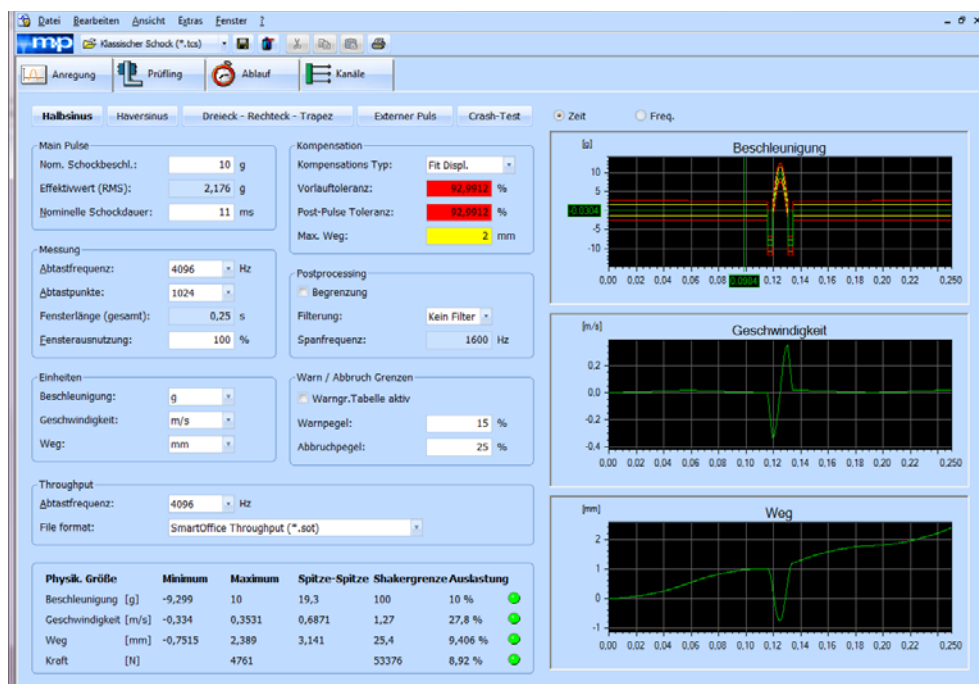 Datei Bearbeiten Ansicht Extras Fenster ?
m+p Klassischer Schock (*.tcs)
Anregung Prüfling Ablauf Kanäle
Halbsinus Haversinus Dreieck - Rechteck - Trapez Externer Puls Crash-Test
Zeit Freq.
Main Pulse
Nom. Schockbeschl.: 10 g
Effektivwert (RMS): 2,176 g
Nominelle Schockdauer: 11 ms
Kompensation
Kompensations Typ: Fit Displ.
Vorlauftoleranz: 92,9912 %
Post-Pulse Toleranz: 92,9912 %
Max. Weg: 2 mm
Messung
Abtastfrequenz: 4096 Hz
Abtastpunkte: 1024
Fensterlänge (gesamt): 0,25 s
Fensterausnutzung: 100 %
Postprocessing
Begrenzung
Filterung: Kein Filter
Spanfrequenz: 1600 Hz
Einheiten
Beschleunigung: g
Geschwindigkeit: m/s
Weg: mm
Warn / Abbruch Grenzen
Warngr.Tabelle aktiv
Warnpegel: 15 %
Abbruchpegel: 25 %
Throughput
Abtastfrequenz: 4096 Hz
File format: SmartOffice Throughput (*.sot)
Physik. Größe Minimum Maximum Spitze-Spitze Shakergrenze Auslastung
Beschleunigung [g] -9,299 10 19,3 100 10 %
Geschwindigkeit [m/s] -0,334 0,3531 0,6871 1,27 27,8 %
Weg [mm] -0,7515 2,389 3,141 25,4 9,406 %
Kraft [N] 4761 53376 8,92 %
[g] Beschleunigung
10
5
-0.0304
-5
-10
0,00 0,02 0,04 0,06 0,08 0.0984 0,12 0,14 0,16 0,18 0,20 0,22 0,250
[m/s] Geschwindigkeit
0.2
0.0
-0.2
-0.4
0,00 0,02 0,04 0,06 0,08 0,10 0,12 0,14 0,16 0,18 0,20 0,22 0,250
[mm] Weg
2
1
0
-1
0,00 0,02 0,04 0,06 0,08 0,10 0,12 0,14 0,16 0,18 0,20 0,22 0,250